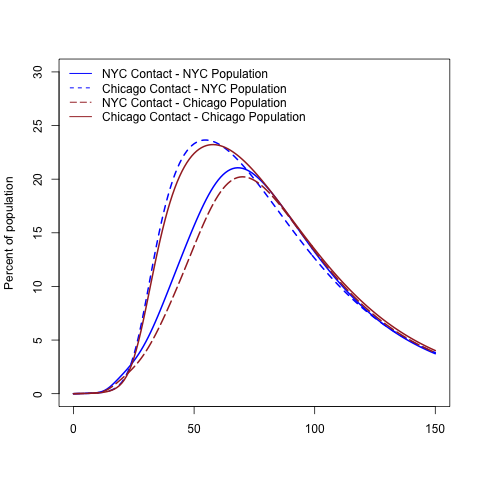 NYC Contact - NYC Population
Chicago Contact - NYC Population
NYC Contact - Chicago Population
Chicago Contact - Chicago Population
Percent of population
30
25
20
15
10
5
0
0 50 100 150